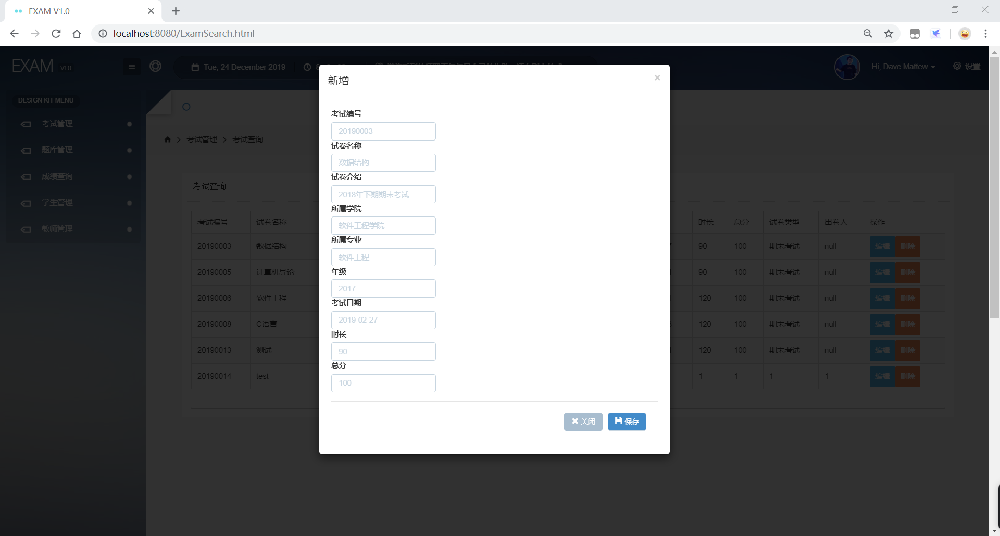 EXAM V1.0
localhost:8080/ExamSearch.html
EXAM V1.0
Tue, 24 December 2019
Hi, Dave Mattew
设置
DESIGN KIT MENU
考试管理
题库管理
成绩查询
学生管理
教师管理
考试管理 > 考试查询
考试查询
考试编号 试卷名称 时长 总分 试卷类型 出卷人 操作
20190003 数据结构 90 100 期末考试 null 编辑 删除
20190005 计算机导论 90 100 期末考试 null 编辑 删除
20190006 软件工程 120 100 期末考试 null 编辑 删除
20190008 C语言 120 100 期末考试 null 编辑 删除
20190013 测试 120 100 期末考试 null 编辑 删除
20190014 test 1 1 1 1 编辑 删除
新增
×
考试编号
20190003
试卷名称
数据结构
试卷介绍
2018年下期期末考试
所属学院
软件工程学院
所属专业
软件工程
年级
2017
考试日期
2019-02-27
时长
90
总分
100
关闭 保存